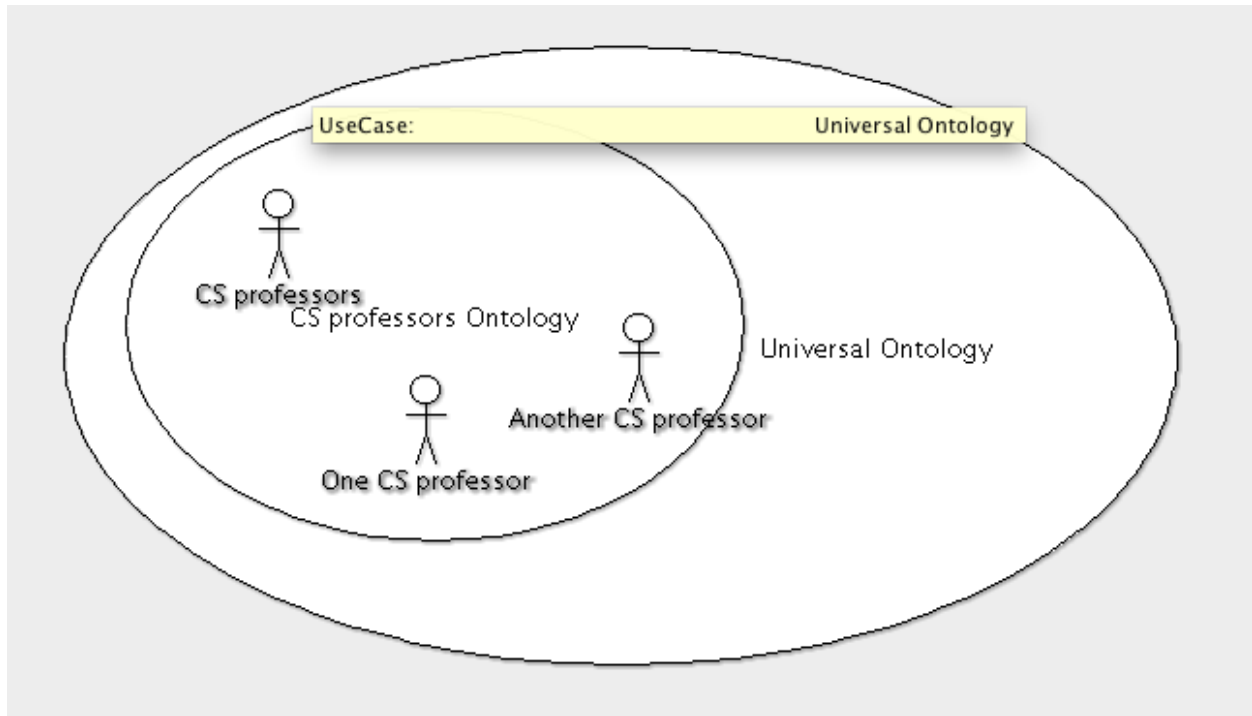 UseCase: Universal Ontology
CS professors
CS professors Ontology
Universal Ontology
Another CS professor
One CS professor